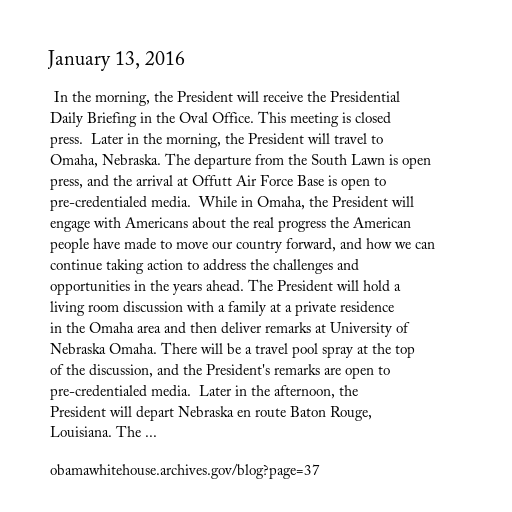 January 13, 2016
In the morning, the President will receive the Presidential
Daily Briefing in the Oval Office. This meeting is closed
press.  Later in the morning, the President will travel to
Omaha, Nebraska. The departure from the South Lawn is open
press, and the arrival at Offutt Air Force Base is open to
pre-credentialed media.  While in Omaha, the President will
engage with Americans about the real progress the American
people have made to move our country forward, and how we can
continue taking action to address the challenges and
opportunities in the years ahead. The President will hold a
living room discussion with a family at a private residence
in the Omaha area and then deliver remarks at University of
Nebraska Omaha. There will be a travel pool spray at the top
of the discussion, and the President's remarks are open to
pre-credentialed media.  Later in the afternoon, the
President will depart Nebraska en route Baton Rouge,
Louisiana. The ...
obamawhitehouse.archives.gov/blog?page=37